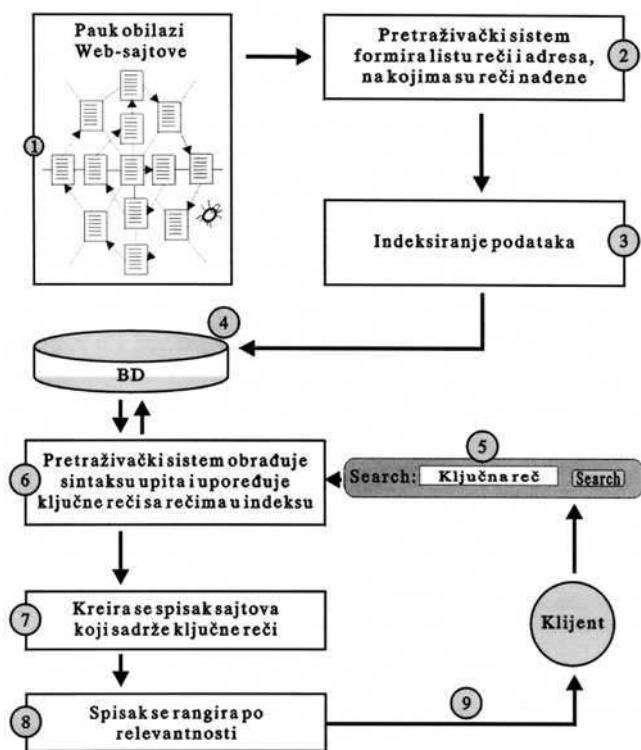 Pauk obilazi
Web-sajtove
1
Pretraživački sistem
formira listu reči i adresa,
na kojima su reči nađene
2
Indeksiranje podataka
3
4
BD
5
Search: Ključna reč Search
Pretraživački sistem obrađuje
sintaksu upita i upoređuje
ključne reči sa rečima u indeksu
6
Kreira se spisak sajtova
koji sadrže ključne reči
7
Klijent
Spisak se rangira po
relevantnosti
8
9